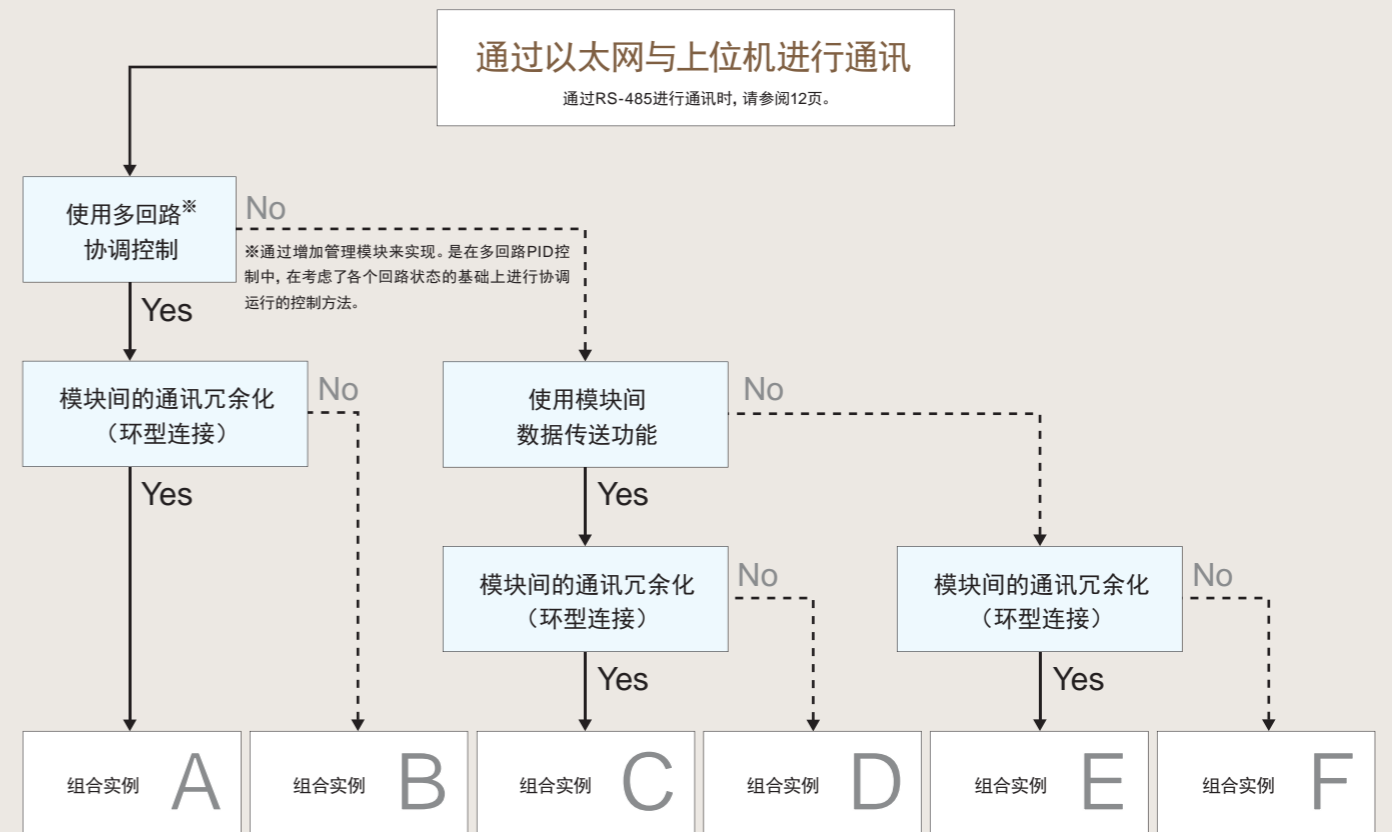 通过以太网与上位机进行通讯
通过RS-485进行通讯时, 请参阅12页。
使用多回路※
协调控制
No
※通过增加管理模块来实现。是在多回路PID控
制中, 在考虑了各个回路状态的基础上进行协调
运行的控制方法。
Yes
模块间的通讯冗余化
（环型连接）
No
使用模块间
数据传送功能
No
Yes
Yes
模块间的通讯冗余化
（环型连接）
No
模块间的通讯冗余化
（环型连接）
No
Yes
Yes
组合实例 A
组合实例 B
组合实例 C
组合实例 D
组合实例 E
组合实例 F